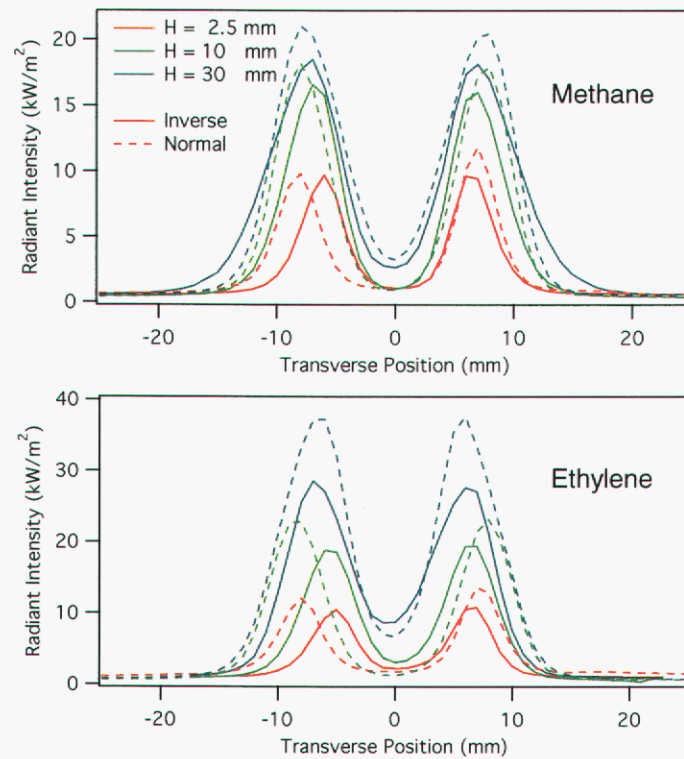 H = 2.5 mm
H = 10 mm
H = 30 mm
Inverse
Normal
Methane
Radiant Intensity (kW/m²)
20
15
10
5
0
-20
-10
0
10
20
Transverse Position (mm)
Ethylene
Radiant Intensity (kW/m²)
40
30
20
10
0
-20
-10
0
10
20
Transverse Position (mm)